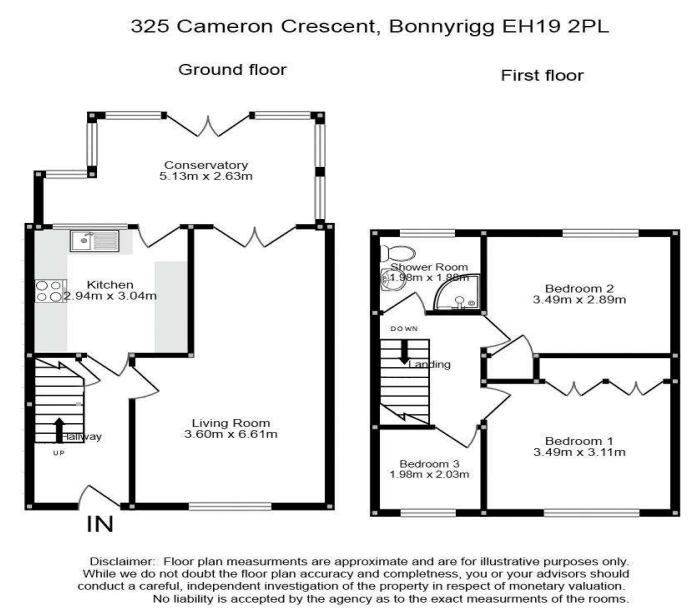 325 Cameron Crescent, Bonnyrigg EH19 2PL
Ground floor
First floor
Conservatory
5.13m x 2.63m
Kitchen
2.94m x 3.04m
Living Room
3.60m x 6.61m
Hallway
UP
IN
Shower Room
1.98m x 1.88m
Bedroom 2
3.49m x 2.89m
DOWN
Landing
Bedroom 1
3.49m x 3.11m
Bedroom 3
1.98m x 2.03m
Disclaimer: Floor plan measurments are approximate and are for illustrative purposes only.
While we do not doubt the floor plan accuracy and completness, you or your advisors should
conduct a careful, independent investigation of the property in respect of monetary valuation.
No liability is accepted by the agency as to the exact measurments of the rooms.